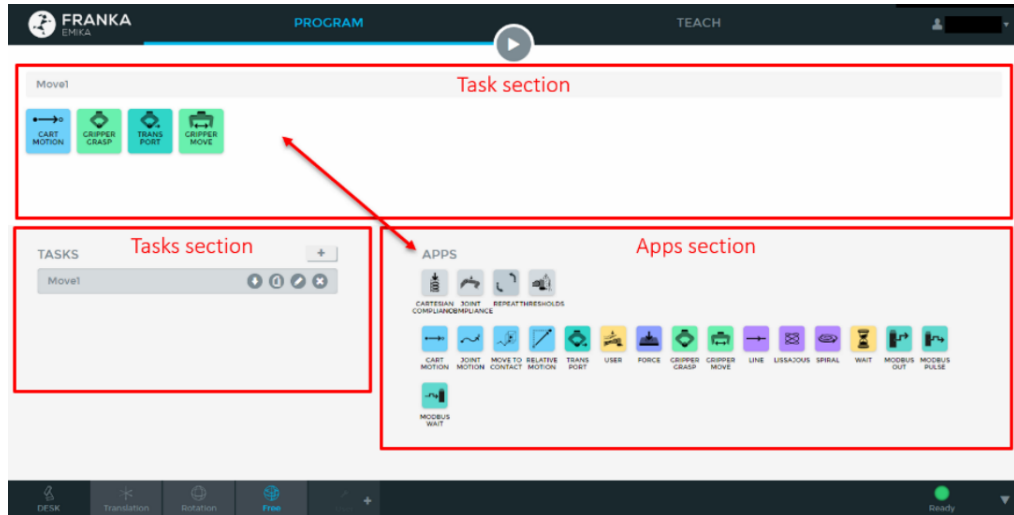 FRANKA
EMIKA
PROGRAM
TEACH
Move1
Task section
CART
MOTION
GRIPPER
GRASP
TRANS
PORT
GRIPPER
MOVE
TASKS
Tasks section
+
Move1
APPS
Apps section
CARTESIAN
COMPLIANCE
JOINT
OMPLIANCE
REPEAT
THRESHOLDS
CART
MOTION
JOINT
MOTION
MOVE TO
CONTACT
RELATIVE
MOTION
TRANS
PORT
USER
FORCE
GRIPPER
GRASP
GRIPPER
MOVE
LINE
LISSAJOUS
SPIRAL
WAIT
MODBUS
OUT
MODBUS
PULSE
MODBUS
WAIT
DESK
Translation
Rotation
Free
+
Ready